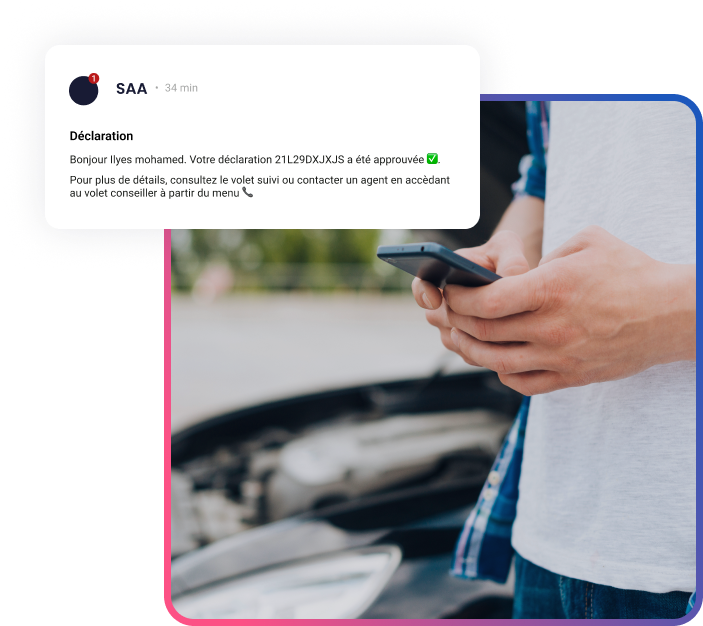 1
SAA • 34 min
Déclaration
Bonjour Ilyes mohamed. Votre déclaration 21L29DXJXJS a été approuvée ✅.
Pour plus de détails, consultez le volet suivi ou contacter un agent en accèdant
au volet conseiller à partir du menu 📞